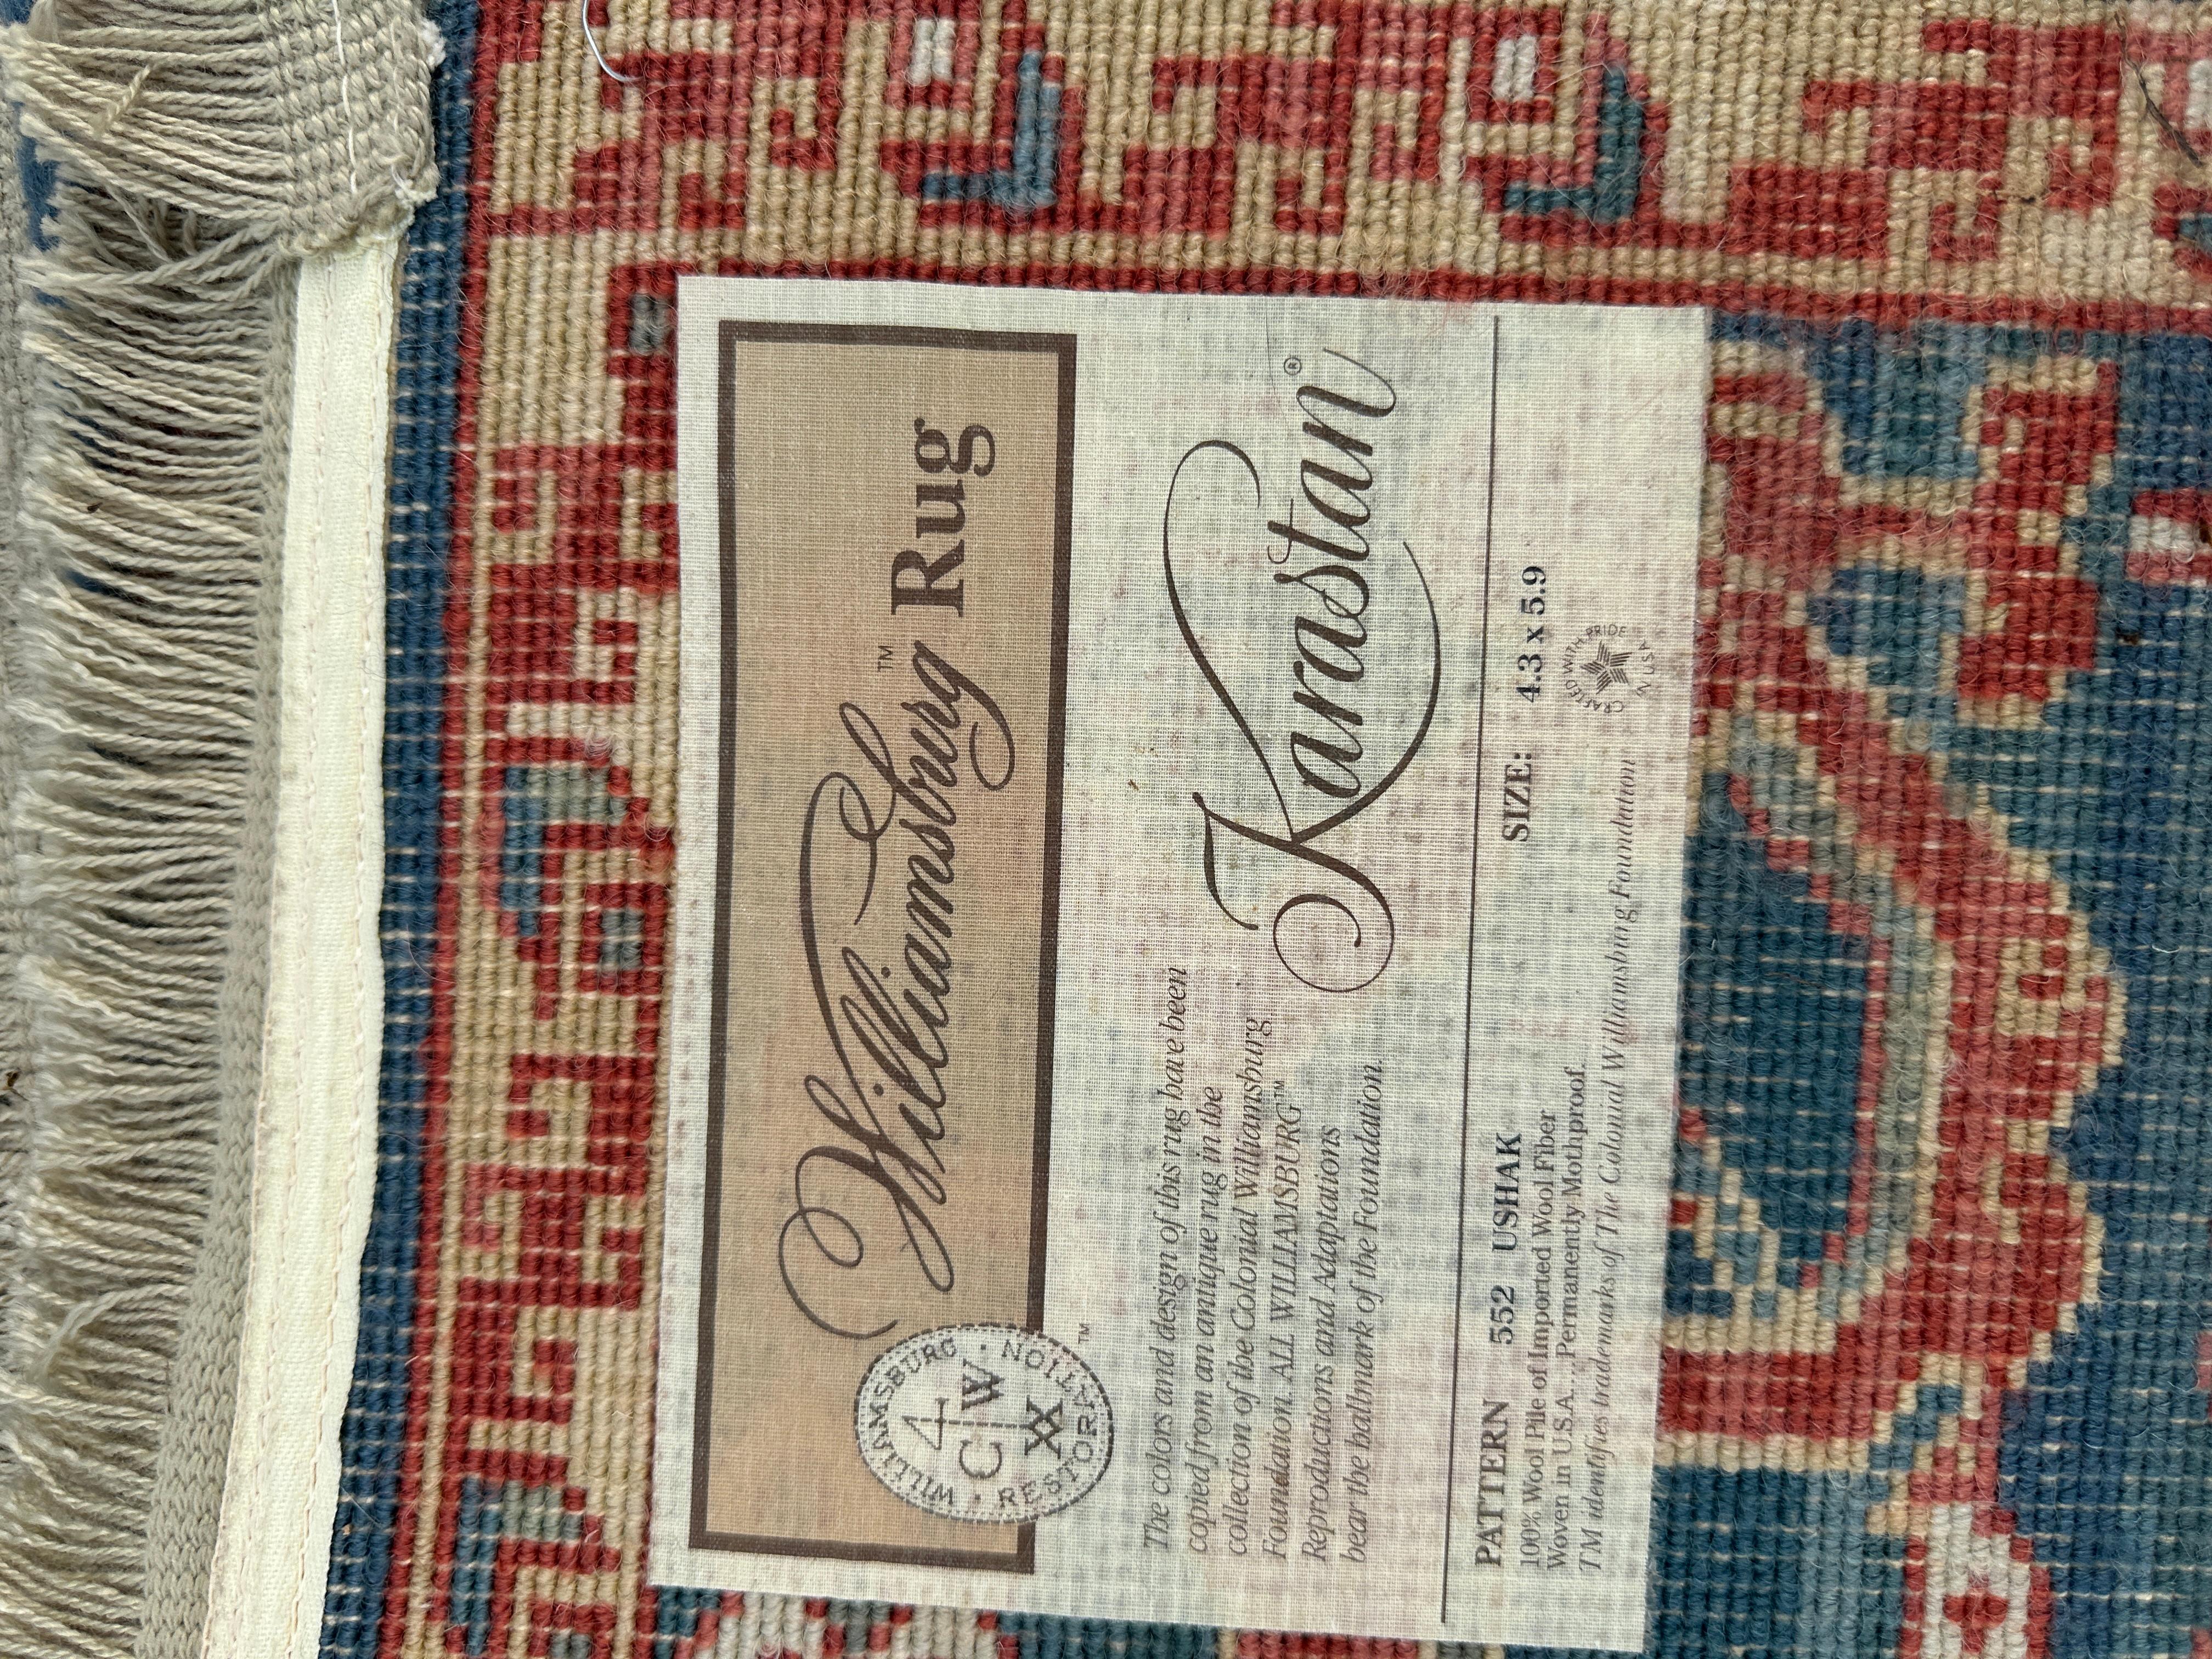 Williamsburg™ Rug
WILLIAMSBURG · RESTORATION ·
CW
™
The colors and design of this rug have been
copied from an antique rug in the
collection of the Colonial Williamsburg
Foundation. ALL WILLIAMSBURG™
Reproductions and Adaptations
bear the hallmark of the Foundation.
Karastan®
PATTERN 552 USHAK SIZE: 4.3 x 5.9
100% Wool Pile of Imported Wool Fiber
Woven in U.S.A. . . Permanently Mothproof.
TM identifies trademarks of The Colonial Williamsburg Foundation
CRAFTED WITH PRIDE IN U.S.A.